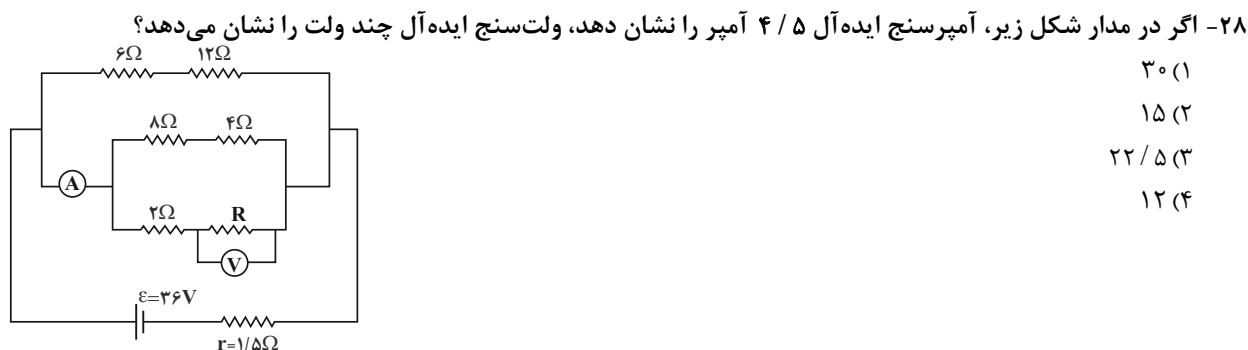 ۲۸- اگر در مدار شکل زیر، آمپرسنج ایده‌آل ۴/۵ آمپر را نشان دهد، ولت‌سنج ایده‌آل چند ولت را نشان می‌دهد؟
۱) ۳۰
۲) ۱۵
۳) ۲۲/۵
۴) ۱۲
۶Ω ۱۲Ω
۸Ω ۴Ω
A
۲Ω R
V
ε=۳۶V
r=۱/۵Ω